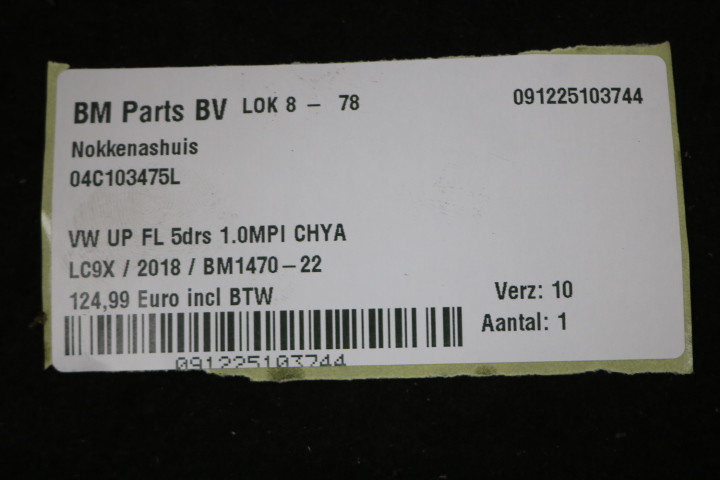 BM Parts BV LOK 8 - 78 091225103744
Nokkenashuis
04C103475L
VW UP FL 5drs 1.0MPI CHYA
LC9X / 2018 / BM1470-22
124,99 Euro incl BTW Verz: 10
Aantal: 1
091225103744